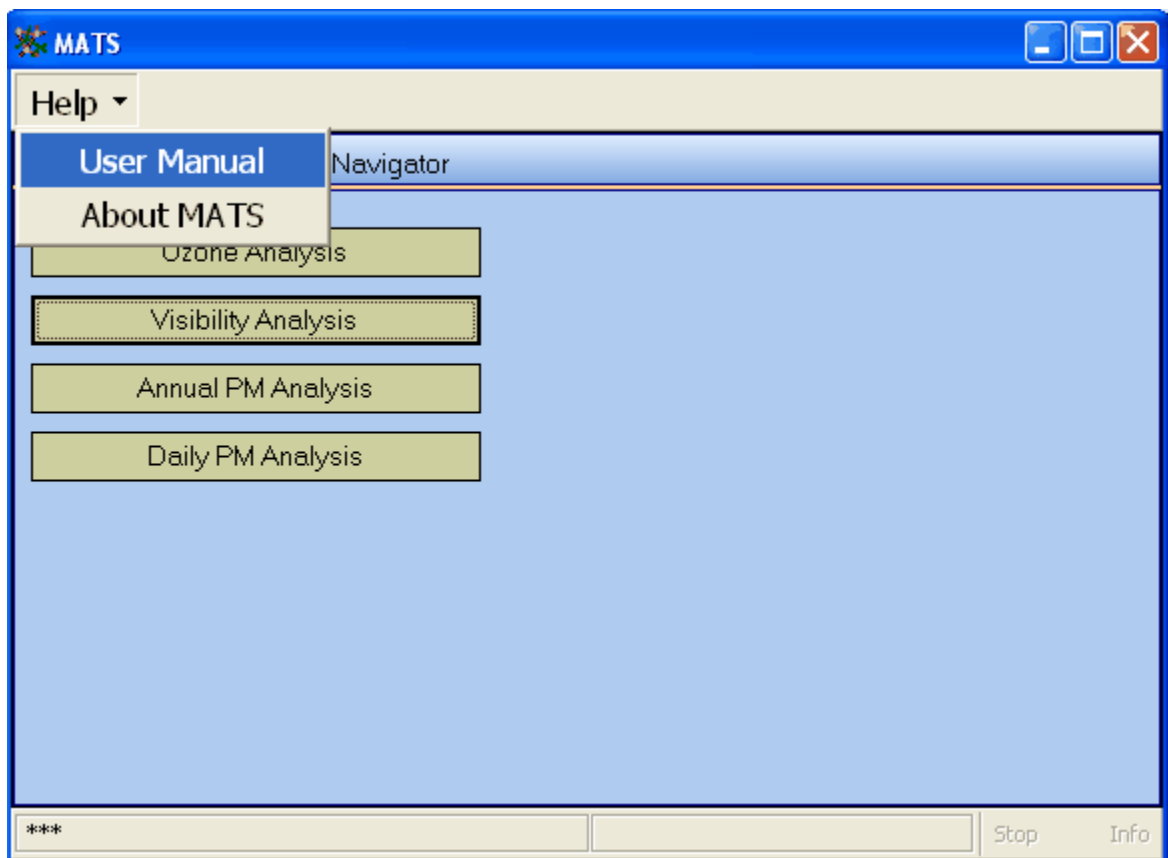 MATS
Help
User Manual
Navigator
About MATS
Ozone Analysis
Visibility Analysis
Annual PM Analysis
Daily PM Analysis
***
Stop Info